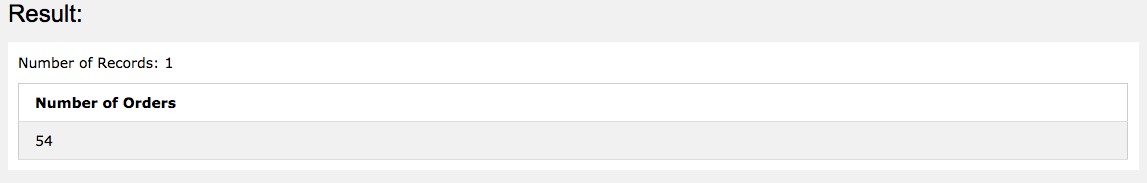 Result:
Number of Records: 1
Number of Orders
54